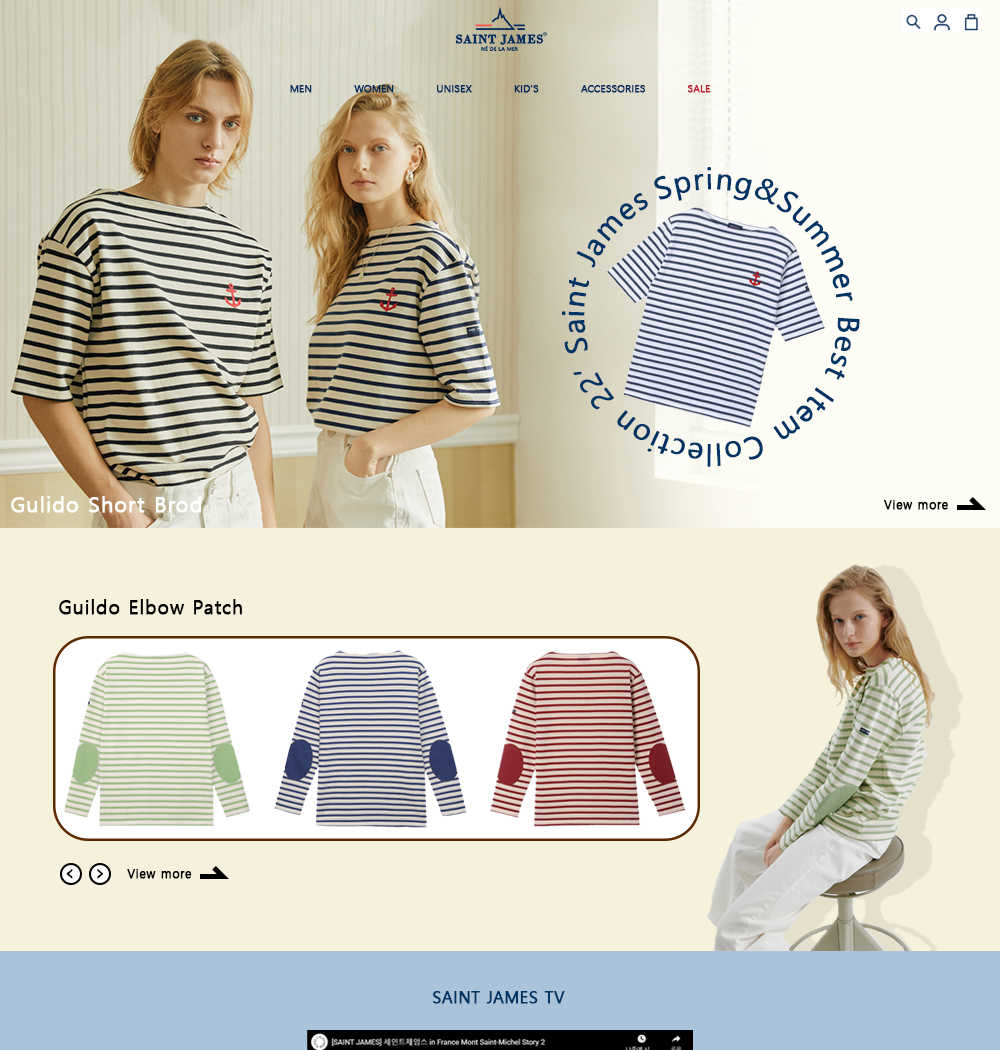 SAINT JAMES
NÉ DE LA MER
MEN WOMEN UNISEX KID'S ACCESSORIES SALE
Saint James Spring&Summer Best Item Collection 22'
Gulido Short Brod
View more
Guildo Elbow Patch
View more
SAINT JAMES TV
[SAINT JAMES] 세인트제임스 in France Mont Saint-Michel Story 2